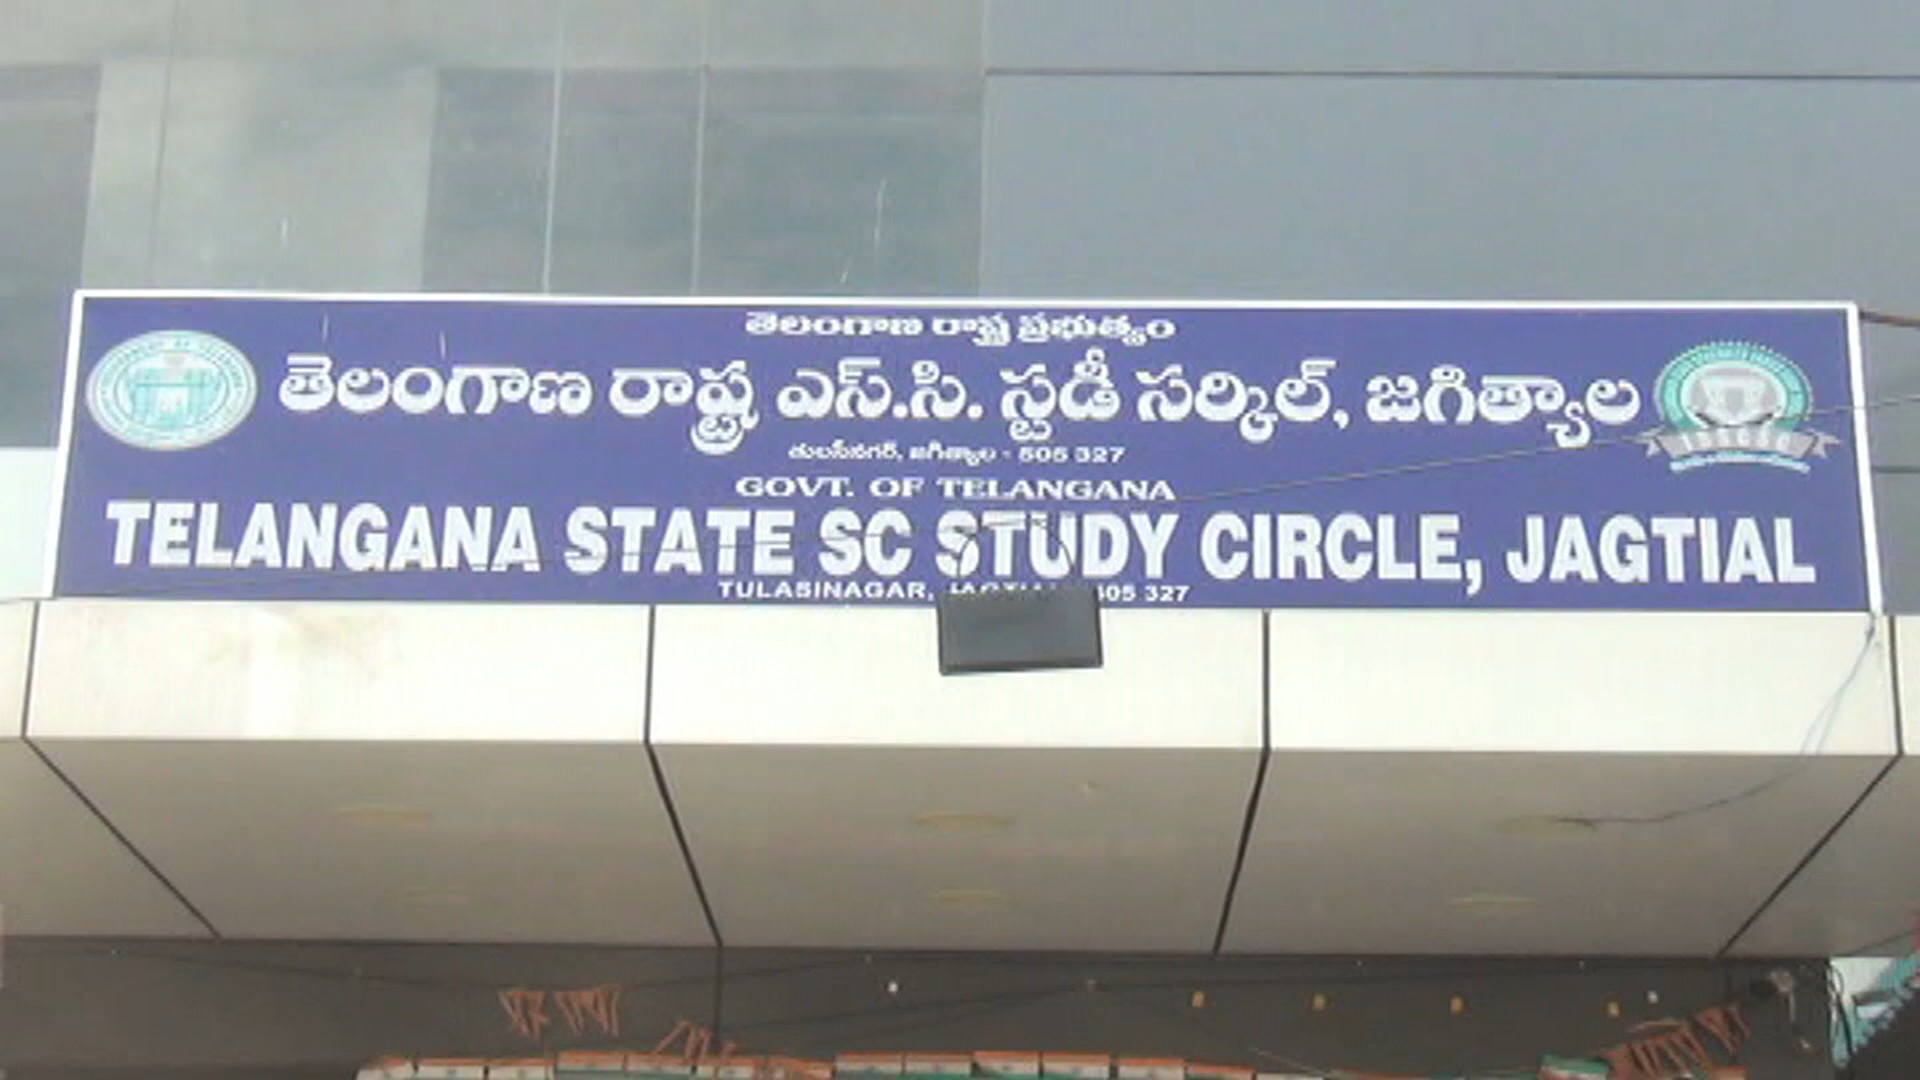 తెలంగాణ రాష్ట్ర ప్రభుత్వం
తెలంగాణ రాష్ట్ర ఎస్.సి. స్టడీ సర్కిల్, జగిత్యాల
తులసీనగర్, జగిత్యాల - 505 327
GOVT. OF TELANGANA
TELANGANA STATE SC STUDY CIRCLE, JAGTIAL
TULASINAGAR, JAGTIAL 505 327
TSSCSC